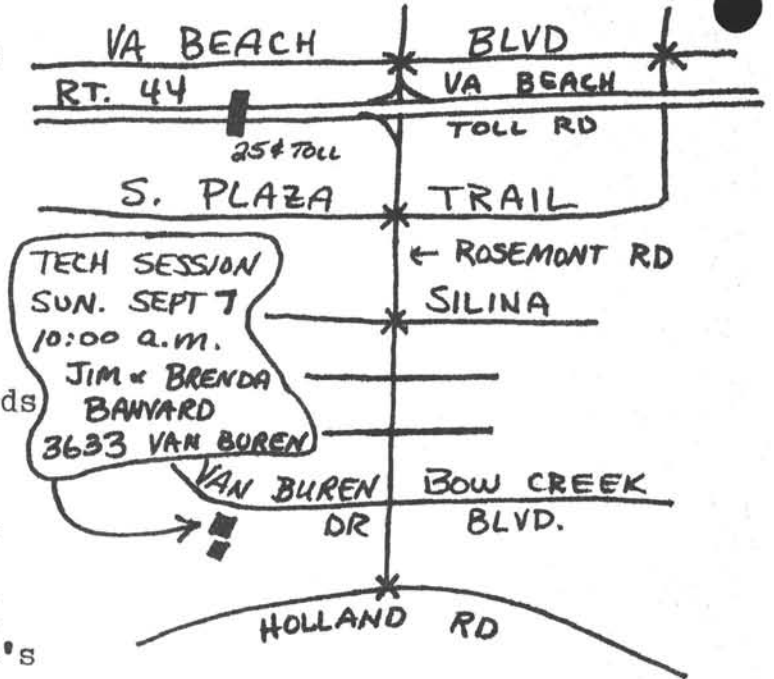 VA BEACH BLVD
RT. 44
VA BEACH
25¢ TOLL
TOLL RD
S. PLAZA TRAIL
← ROSEMONT RD
TECH SESSION
SUN. SEPT 7
10:00 a.m.
JIM & BRENDA
BANVARD
3633 VAN BUREN
SILINA
ds
VAN BUREN
DR
BOW CREEK
BLVD.
HOLLAND RD
's